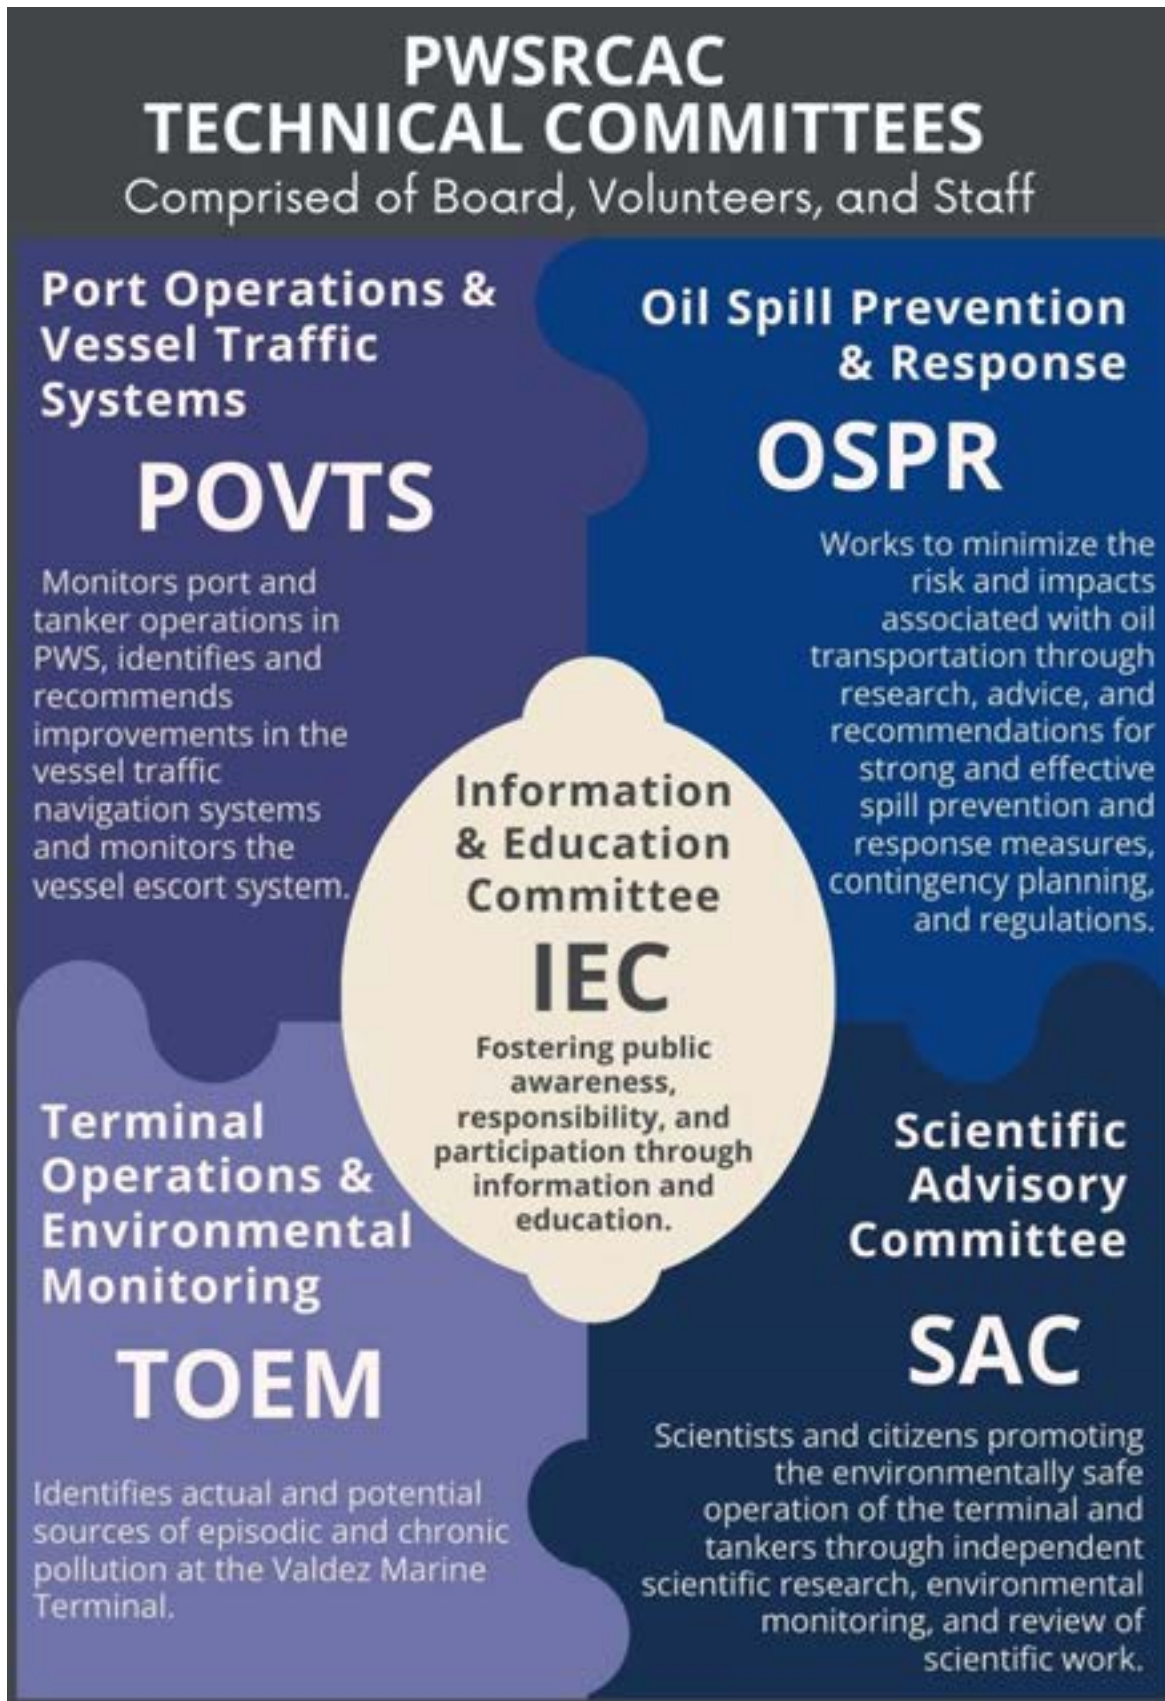 PWSRCAC
TECHNICAL COMMITTEES
Comprised of Board, Volunteers, and Staff
Port Operations &
Vessel Traffic
Systems
POVTS
Monitors port and
tanker operations in
PWS, identifies and
recommends
improvements in the
vessel traffic
navigation systems
and monitors the
vessel escort system.
Oil Spill Prevention
& Response
OSPR
Works to minimize the
risk and impacts
associated with oil
transportation through
research, advice, and
recommendations for
strong and effective
spill prevention and
response measures,
contingency planning,
and regulations.
Information
& Education
Committee
IEC
Fostering public
awareness,
responsibility, and
participation through
information and
education.
Terminal
Operations &
Environmental
Monitoring
TOEM
Identifies actual and potential
sources of episodic and chronic
pollution at the Valdez Marine
Terminal.
Scientific
Advisory
Committee
SAC
Scientists and citizens promoting
the environmentally safe
operation of the terminal and
tankers through independent
scientific research, environmental
monitoring, and review of
scientific work.